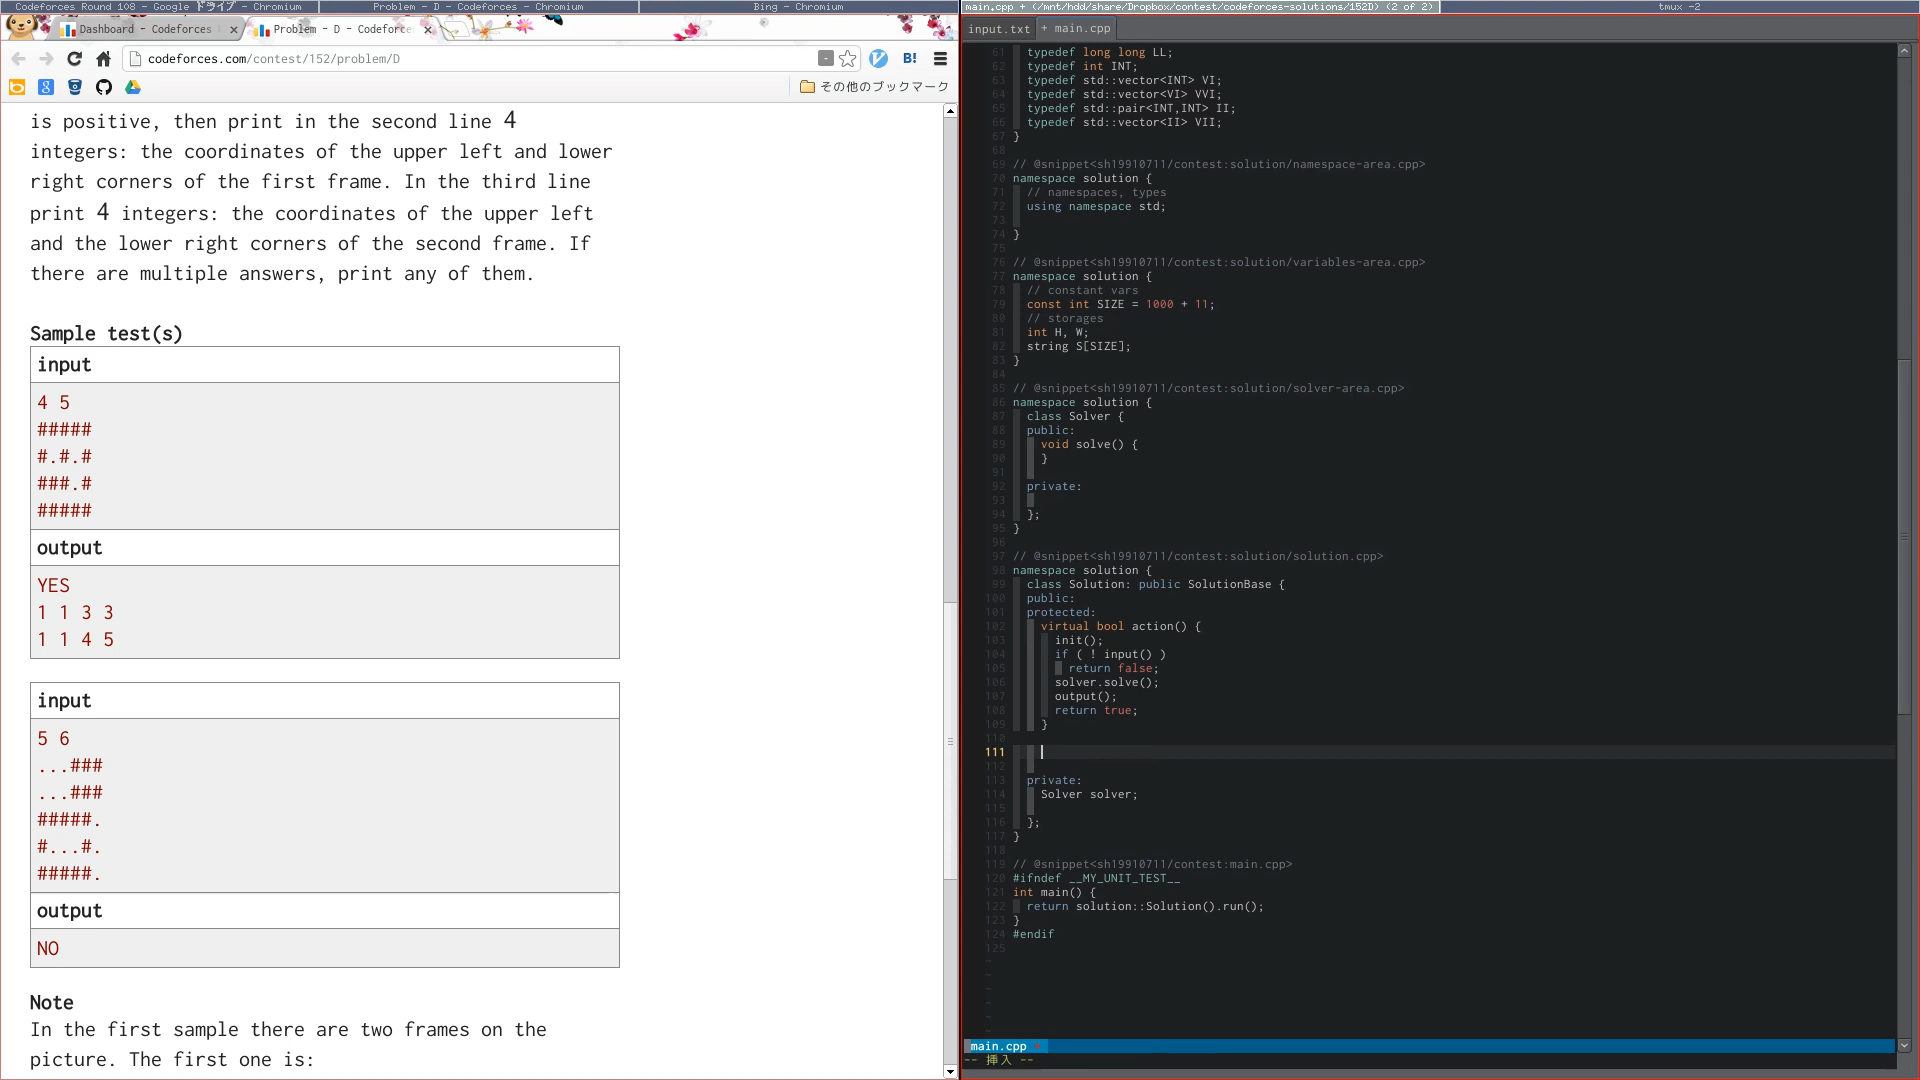 Codeforces Round 108 - Google ドライブ - Chromium
Problem - D - Codeforces - Chromium
Bing - Chromium
main.cpp + (/mnt/hdd/share/Dropbox/contest/codeforces-solutions/152D) (2 of 2)
tmux -2
Dashboard - Codeforces
Problem - D - Codeforce
codeforces.com/contest/152/problem/D
B!
その他のブックマーク
is positive, then print in the second line 4
integers: the coordinates of the upper left and lower
right corners of the first frame. In the third line
print 4 integers: the coordinates of the upper left
and the lower right corners of the second frame. If
there are multiple answers, print any of them.
Sample test(s)
input
4 5
#####
#.#.#
###.#
#####
output
YES
1 1 3 3
1 1 4 5
input
5 6
...###
...###
#####.
#...#.
#####.
output
NO
Note
In the first sample there are two frames on the
picture. The first one is:
input.txt
+ main.cpp
61 typedef long long LL;
62 typedef int INT;
63 typedef std::vector<INT> VI;
64 typedef std::vector<VI> VVI;
65 typedef std::pair<INT,INT> II;
66 typedef std::vector<II> VII;
67 }
68
69 // @snippet<sh19910711/contest:solution/namespace-area.cpp>
70 namespace solution {
71 // namespaces, types
72 using namespace std;
73
74 }
75
76 // @snippet<sh19910711/contest:solution/variables-area.cpp>
77 namespace solution {
78 // constant vars
79 const int SIZE = 1000 + 11;
80 // storages
81 int H, W;
82 string S[SIZE];
83 }
84
85 // @snippet<sh19910711/contest:solution/solver-area.cpp>
86 namespace solution {
87 class Solver {
88 public:
89 void solve() {
90 }
91
92 private:
93
94 };
95 }
96
97 // @snippet<sh19910711/contest:solution/solution.cpp>
98 namespace solution {
99 class Solution: public SolutionBase {
100 public:
101 protected:
102 virtual bool action() {
103 init();
104 if ( ! input() )
105 return false;
106 solver.solve();
107 output();
108 return true;
109 }
110
111
112
113 private:
114 Solver solver;
115
116 };
117 }
118
119 // @snippet<sh19910711/contest:main.cpp>
120 #ifndef __MY_UNIT_TEST__
121 int main() {
122 return solution::Solution().run();
123 }
124 #endif
125
~
~
~
~
~
~
main.cpp +
-- 挿入 --